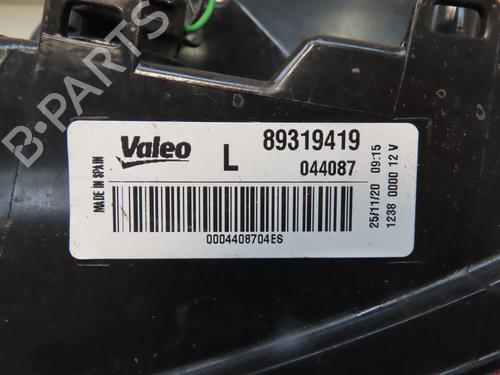 Valeo
L
89319419
044087
MADE IN SPAIN
0004408704ES
25/11/20 09:15
1238 0000 12 V
B-PARTS